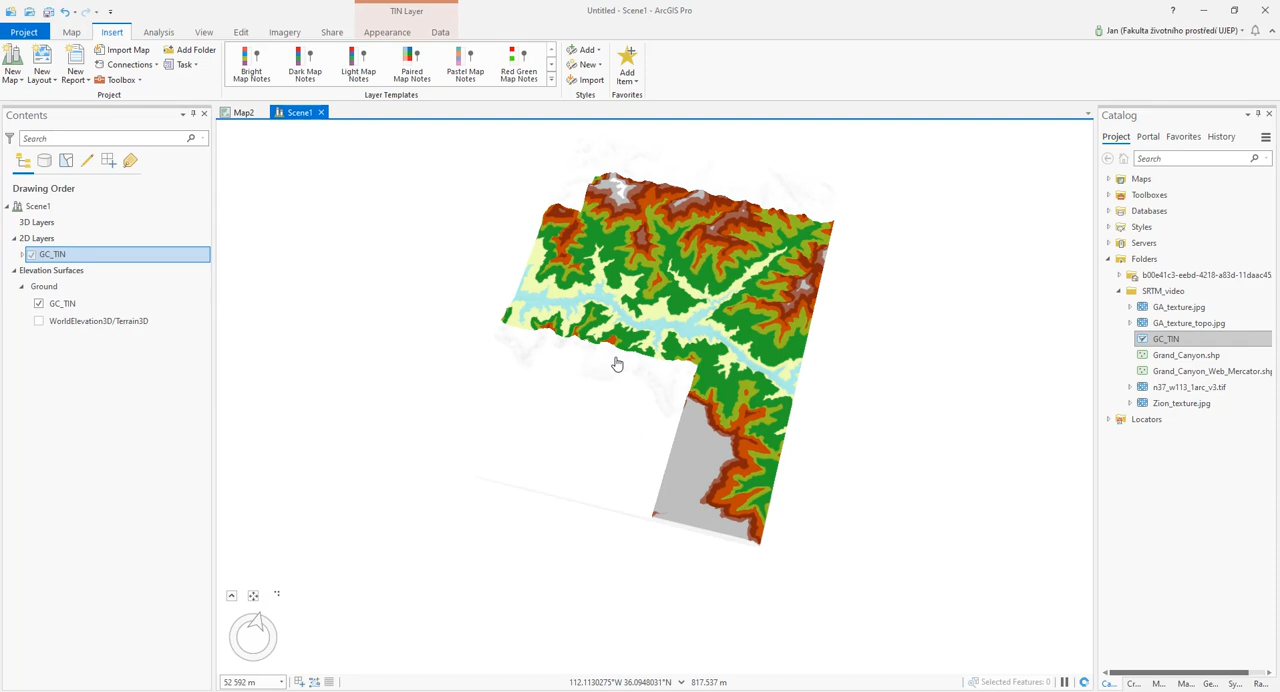 TIN Layer
Untitled - Scene1 - ArcGIS Pro
?
Project Map Insert Analysis View Edit Imagery Share Appearance Data
Jan (Fakulta životního prostředí UJEP)
New Map New Layout New Report
Import Map
Connections
Toolbox
Add Folder
Task
Project
Bright Map Notes
Dark Map Notes
Light Map Notes
Paired Map Notes
Pastel Map Notes
Red Green Map Notes
Layer Templates
Add
New
Import
Styles
Add Item
Favorites
Contents
Search
Drawing Order
Scene1
3D Layers
2D Layers
GC_TIN
Elevation Surfaces
Ground
GC_TIN
WorldElevation3D/Terrain3D
Map2 Scene1
52 592 m
112.1130275°W 36.0948031°N
817.537 m
Selected Features: 0
Catalog
Project Portal Favorites History
Search
Maps
Toolboxes
Databases
Styles
Servers
Folders
b00e41c3-eebd-4218-a83d-11daac45
SRTM_video
GA_texture.jpg
GA_texture_topo.jpg
GC_TIN
Grand_Canyon.shp
Grand_Canyon_Web_Mercator.shp
n37_w113_1arc_v3.tif
Zion_texture.jpg
Locators
Ca... Cr... M... Ma... Ge... Sy... Ra...